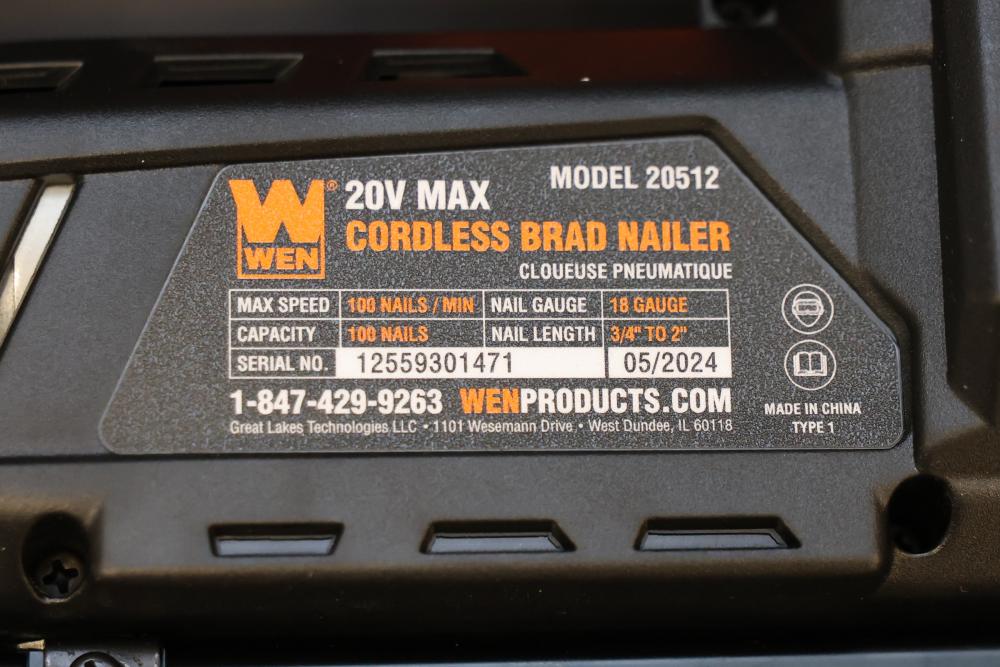 WEN®
20V MAX
MODEL 20512
CORDLESS BRAD NAILER
CLOUEUSE PNEUMATIQUE
MAX SPEED 100 NAILS / MIN NAIL GAUGE 18 GAUGE
CAPACITY 100 NAILS NAIL LENGTH 3/4" TO 2"
SERIAL NO. 12559301471 05/2024
1-847-429-9263 WENPRODUCTS.COM
Great Lakes Technologies LLC • 1101 Wesemann Drive • West Dundee, IL 60118
MADE IN CHINA
TYPE 1